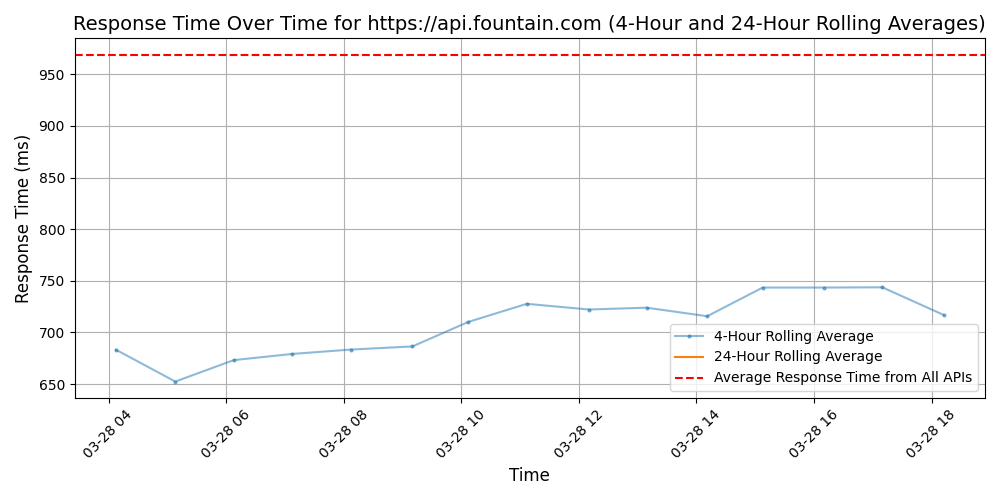 Response Time Over Time for https://api.fountain.com (4-Hour and 24-Hour Rolling Averages)
Response Time (ms)
950
900
850
800
750
700
650
4-Hour Rolling Average
24-Hour Rolling Average
Average Response Time from All APIs
03-28 04
03-28 06
03-28 08
03-28 10
03-28 12
03-28 14
03-28 16
03-28 18
Time